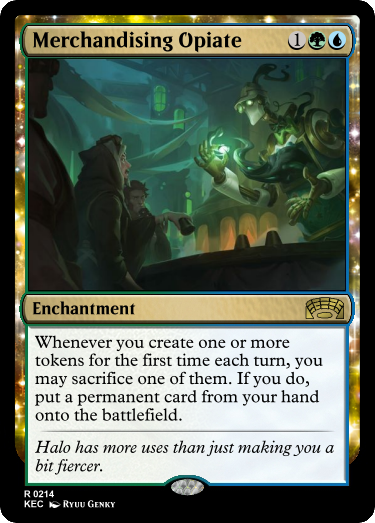 Merchandising Opiate 1
Enchantment
Whenever you create one or more
tokens for the first time each turn, you
may sacrifice one of them. If you do,
put a permanent card from your hand
onto the battlefield.
Halo has more uses than just making you a
bit fiercer.
R 0214
KEC Ryuu Genky